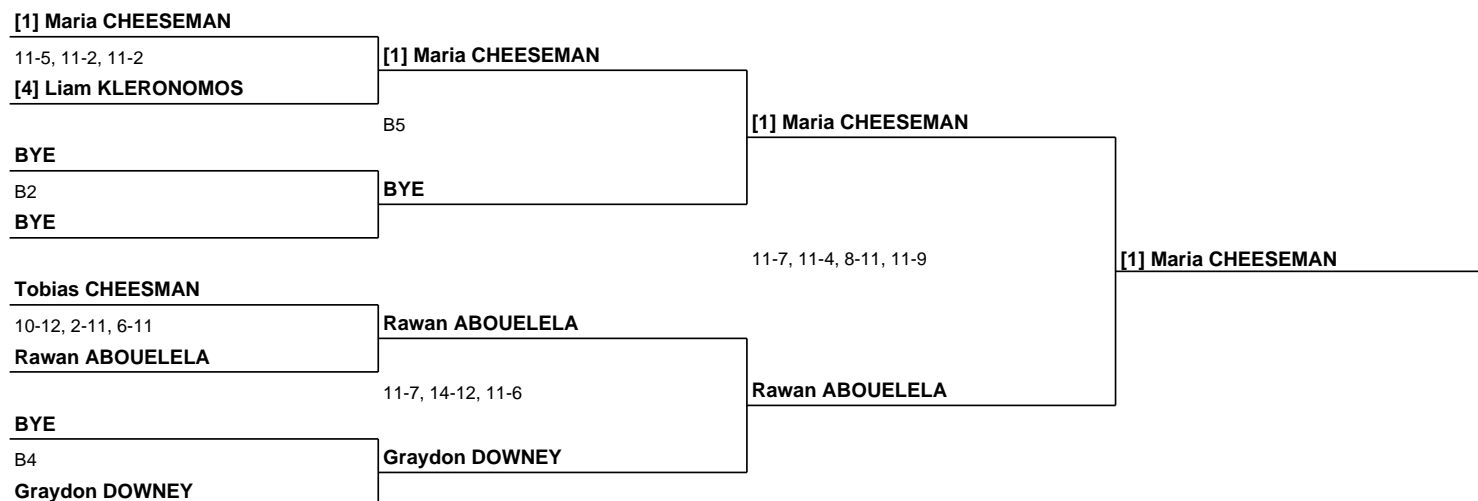 [1] Maria CHEESEMAN
11-5, 11-2, 11-2
[4] Liam KLERONOMOS
BYE
B2
BYE
Tobias CHEESMAN
10-12, 2-11, 6-11
Rawan ABOUELELA
BYE
B4
Graydon DOWNEY
[1] Maria CHEESEMAN
B5
BYE
Rawan ABOUELELA
11-7, 14-12, 11-6
Graydon DOWNEY
[1] Maria CHEESEMAN
11-7, 11-4, 8-11, 11-9
Rawan ABOUELELA
[1] Maria CHEESEMAN